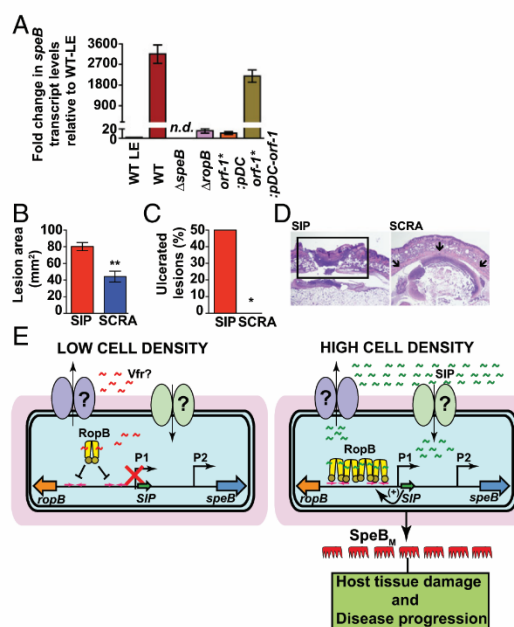 A
Fold change in speB
transcript levels
relative to WT-LE
3600
2700
1800
900
20
0
n.d.
WT LE
WT
ΔspeB
ΔropB
orf-1*
:pDC
orf-1*
:pDC-orf-1
B
Lesion area
(mm²)
100
80
60
40
20
0
**
SIP SCRA
C
Ulcerated
lesions (%)
50
40
30
20
10
0
*
SIP SCRA
D
SIP
SCRA
E
LOW CELL DENSITY
Vfr?
?
?
RopB
P1
P2
ropB
SIP
speB
HIGH CELL DENSITY
SIP
?
?
RopB
P1
P2
(+)
ropB
SIP
speB
SpeBM
Host tissue damage
and
Disease progression